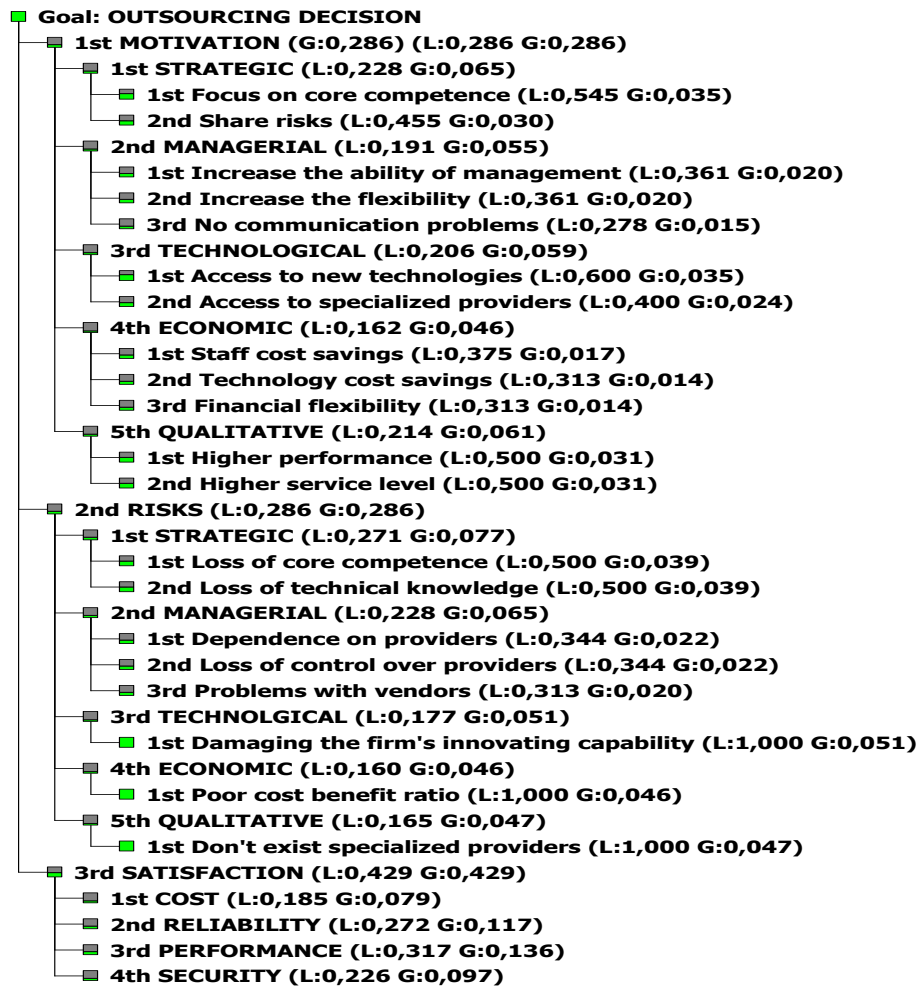 Goal: OUTSOURCING DECISION
1st MOTIVATION (G:0,286) (L:0,286 G:0,286)
1st STRATEGIC (L:0,228 G:0,065)
1st Focus on core competence (L:0,545 G:0,035)
2nd Share risks (L:0,455 G:0,030)
2nd MANAGERIAL (L:0,191 G:0,055)
1st Increase the ability of management (L:0,361 G:0,020)
2nd Increase the flexibility (L:0,361 G:0,020)
3rd No communication problems (L:0,278 G:0,015)
3rd TECHNOLOGICAL (L:0,206 G:0,059)
1st Access to new technologies (L:0,600 G:0,035)
2nd Access to specialized providers (L:0,400 G:0,024)
4th ECONOMIC (L:0,162 G:0,046)
1st Staff cost savings (L:0,375 G:0,017)
2nd Technology cost savings (L:0,313 G:0,014)
3rd Financial flexibility (L:0,313 G:0,014)
5th QUALITATIVE (L:0,214 G:0,061)
1st Higher performance (L:0,500 G:0,031)
2nd Higher service level (L:0,500 G:0,031)
2nd RISKS (L:0,286 G:0,286)
1st STRATEGIC (L:0,271 G:0,077)
1st Loss of core competence (L:0,500 G:0,039)
2nd Loss of technical knowledge (L:0,500 G:0,039)
2nd MANAGERIAL (L:0,228 G:0,065)
1st Dependence on providers (L:0,344 G:0,022)
2nd Loss of control over providers (L:0,344 G:0,022)
3rd Problems with vendors (L:0,313 G:0,020)
3rd TECHNOLGICAL (L:0,177 G:0,051)
1st Damaging the firm's innovating capability (L:1,000 G:0,051)
4th ECONOMIC (L:0,160 G:0,046)
1st Poor cost benefit ratio (L:1,000 G:0,046)
5th QUALITATIVE (L:0,165 G:0,047)
1st Don't exist specialized providers (L:1,000 G:0,047)
3rd SATISFACTION (L:0,429 G:0,429)
1st COST (L:0,185 G:0,079)
2nd RELIABILITY (L:0,272 G:0,117)
3rd PERFORMANCE (L:0,317 G:0,136)
4th SECURITY (L:0,226 G:0,097)